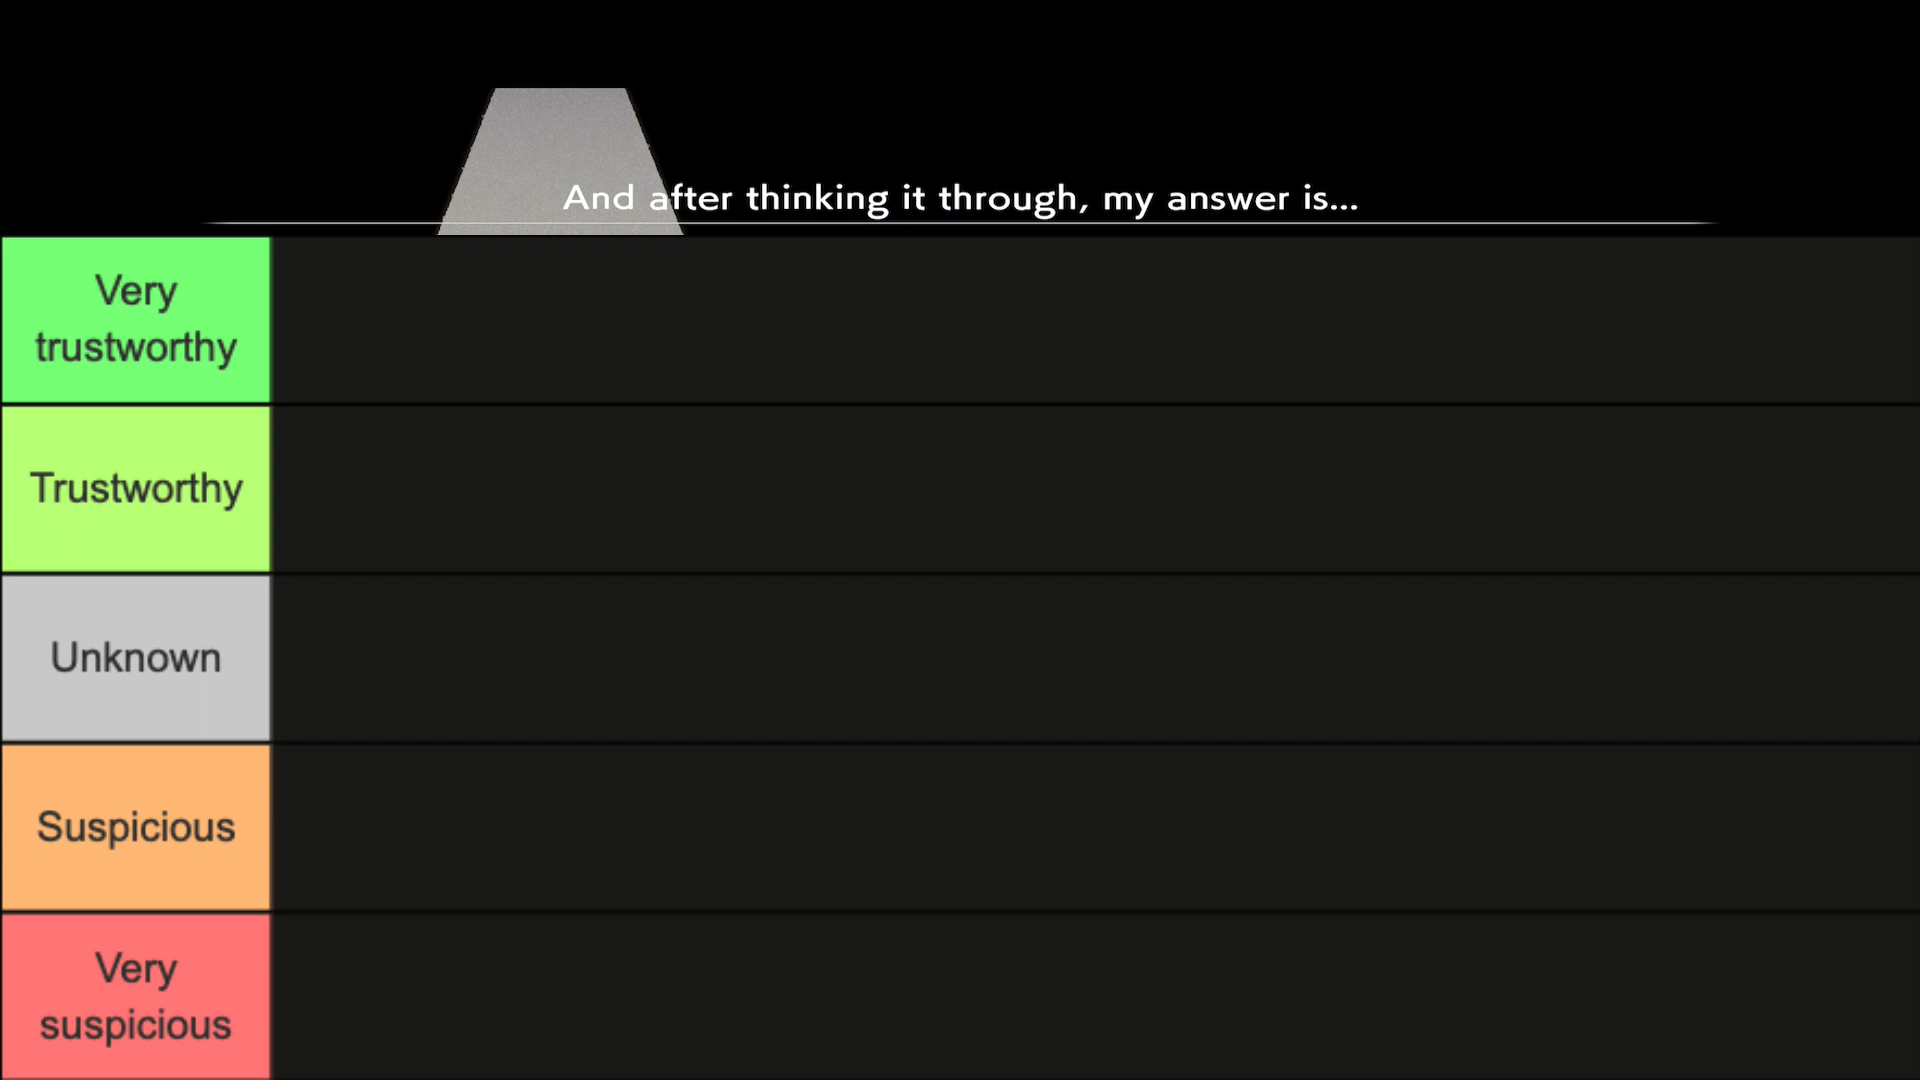 And after thinking it through, my answer is...
Very
trustworthy
Trustworthy
Unknown
Suspicious
Very
suspicious